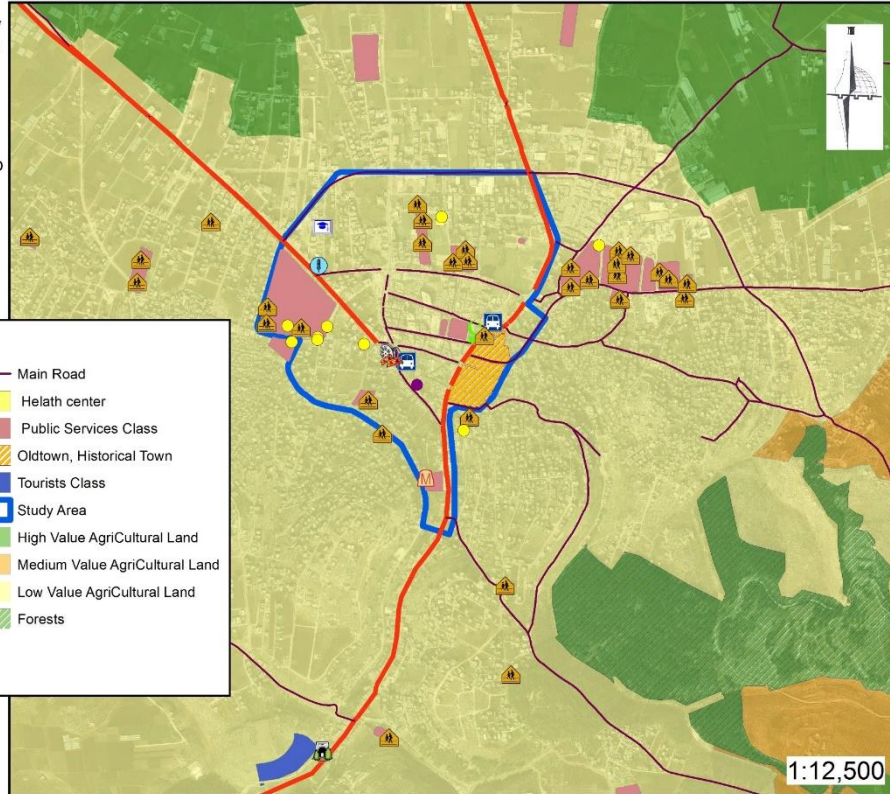 Main Road
Helath center
Public Services Class
Oldtown, Historical Town
Tourists Class
Study Area
High Value AgriCultural Land
Medium Value AgriCultural Land
Low Value AgriCultural Land
Forests
M
1:12,500